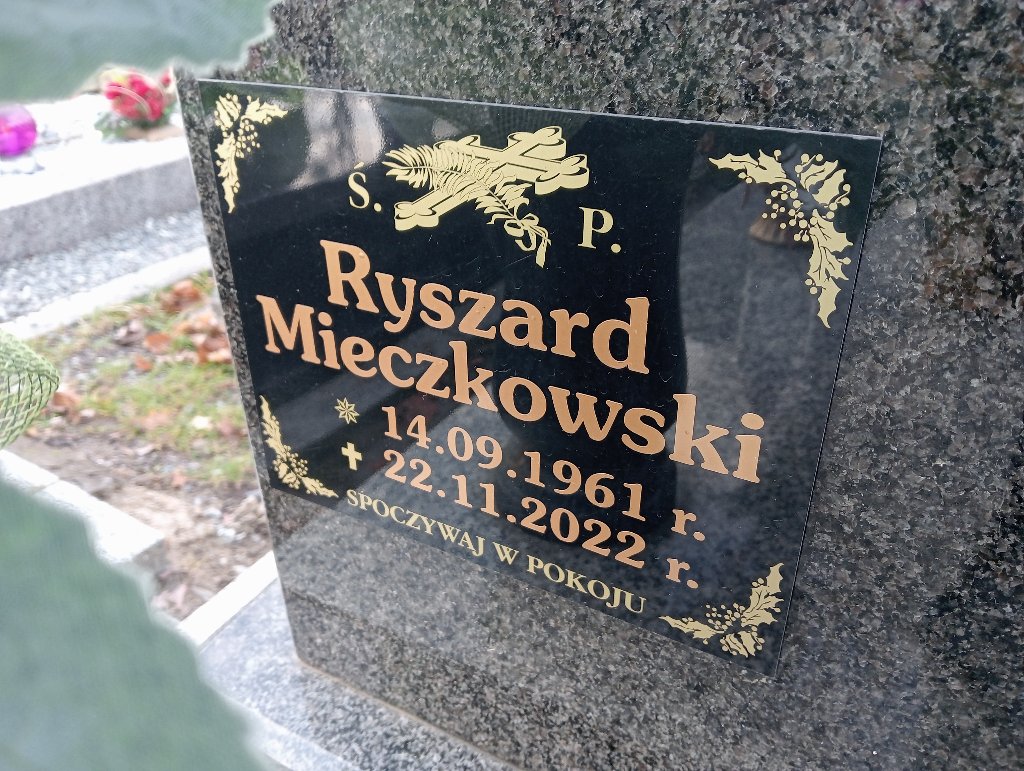 Ś. P.
Ryszard
Mieczkowski
14.09.1961 r.
22.11.2022 r.
SPOCZYWAJ W POKOJU